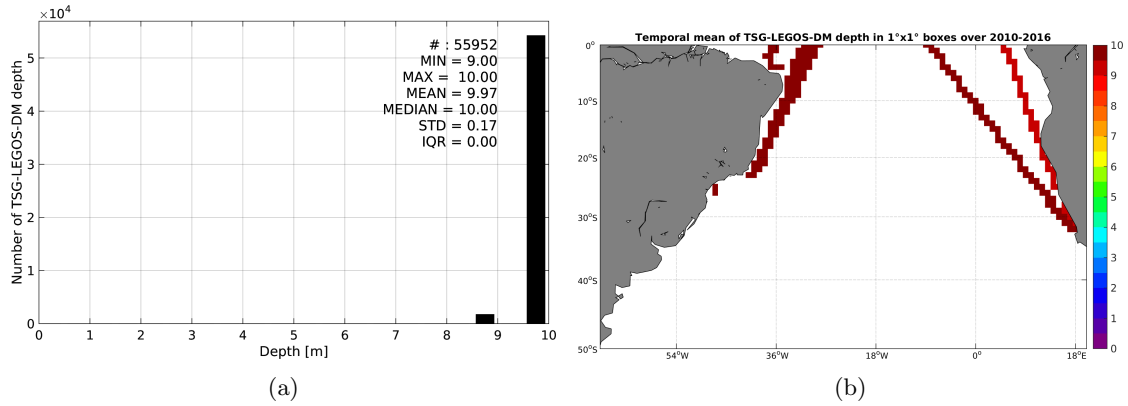 ×10⁴
# : 55952
MIN = 9.00
MAX = 10.00
MEAN = 9.97
MEDIAN = 10.00
STD = 0.17
IQR = 0.00
Number of TSG-LEGOS-DM depth
5
4
3
2
1
0
0 1 2 3 4 5 6 7 8 9 10
Depth [m]
(a)
Temporal mean of TSG-LEGOS-DM depth in 1°x1° boxes over 2010-2016
0°
10°S
20°S
30°S
40°S
50°S
54°W 36°W 18°W 0° 18°E
10
9
8
7
6
5
4
3
2
1
0
(b)